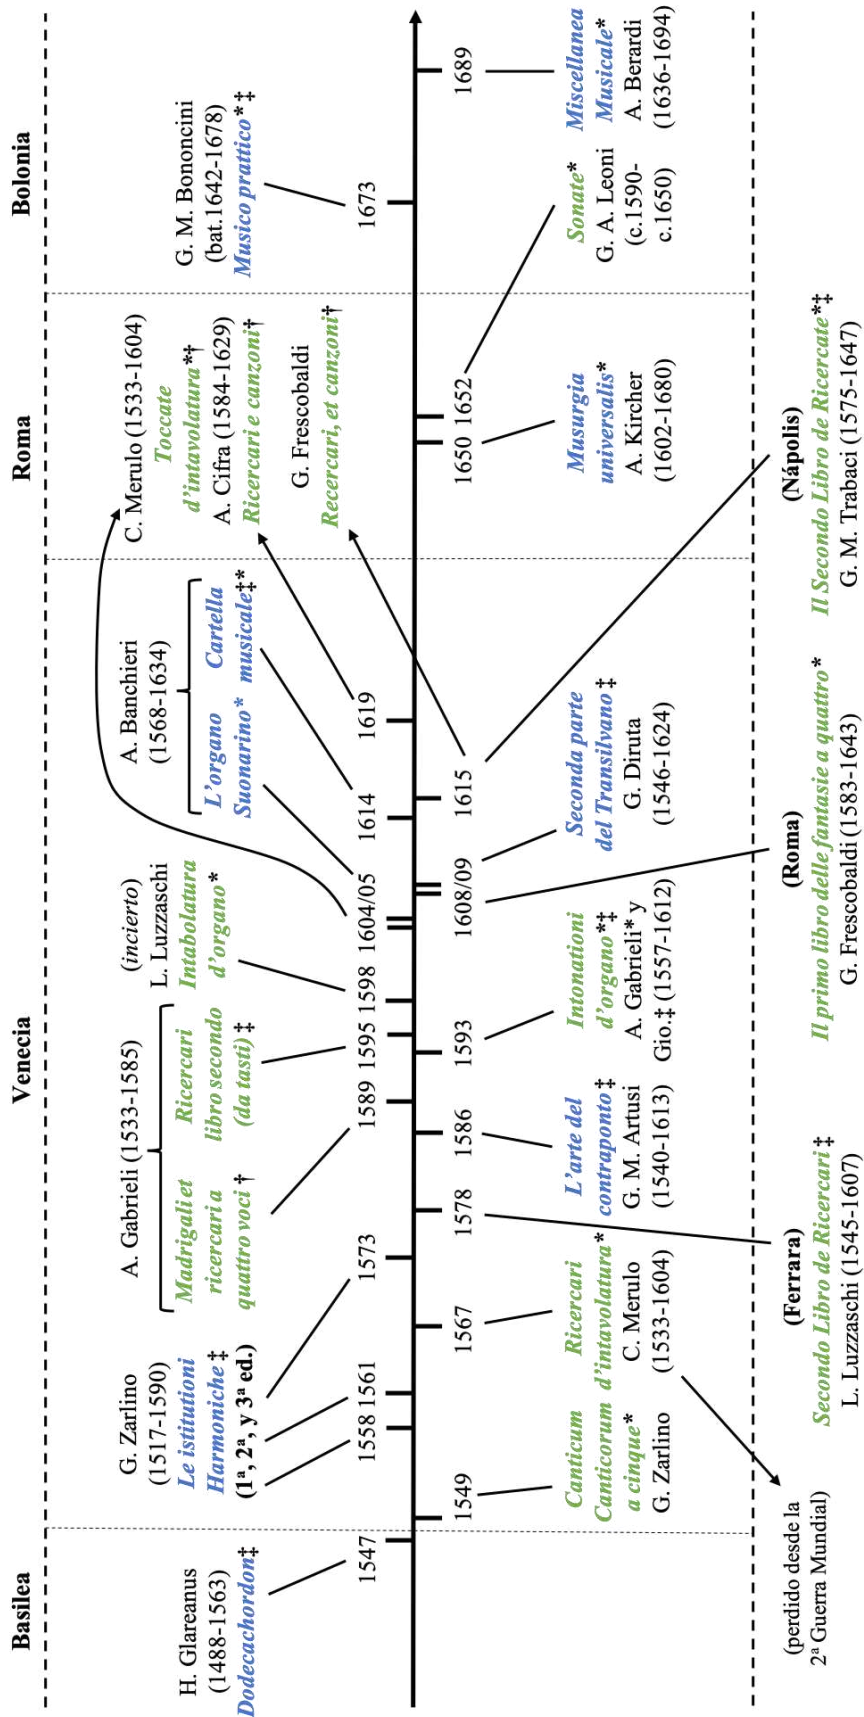 Basilea
Venecia
Roma
Bolonia
H. Glareanus
(1488-1563)
Dodecachordon‡
G. Zarlino
(1517-1590)
Le istitutioni
Harmoniche ‡
(1ª, 2ª, y 3ª ed.)
A. Gabrieli (1533-1585)
Madrigali et
ricercari a
quattro voci †
Ricercari
libro secondo
(da tasti) ‡
(incierto)
L. Luzzaschi
Intabolatura
d'organo*
A. Banchieri
(1568-1634)
L'organo
Suonarino*
Cartella
musicale‡*
C. Merulo (1533-1604)
Toccate
d'intavolatura*†
A. Cifra (1584-1629)
Ricercari e canzoni†
G. Frescobaldi
Recercari, et canzoni†
G. M. Bononcini
(bat.1642-1678)
Musico prattico*‡
1547
1558
1561
1573
1589
1595
1598
1604/05
1614
1619
1673
1549
1567
1578
1586
1593
1608/09
1615
1650
1652
1689
Canticum
Canticorum
a cinque*
G. Zarlino
Ricercari
d'intavolatura*
C. Merulo
(1533-1604)
L'arte del
contraponto‡
G. M. Artusi
(1540-1613)
Intonationi
d'organo*‡
A. Gabrieli* y
Gio.‡ (1557-1612)
Seconda parte
del Transilvano ‡
G. Diruta
(1546-1624)
Musurgia
universalis*
A. Kircher
(1602-1680)
Sonate*
G. A. Leoni
(c.1590-
c.1650)
Miscellanea
Musicale*
A. Berardi
(1636-1694)
(perdido desde la
2ª Guerra Mundial)
(Ferrara)
Secondo Libro de Ricercari ‡
L. Luzzaschi (1545-1607)
(Roma)
Il primo libro delle fantasie a quattro*
G. Frescobaldi (1583-1643)
(Nápolis)
Il Secondo Libro de Ricercate*‡
G. M. Trabaci (1575-1647)